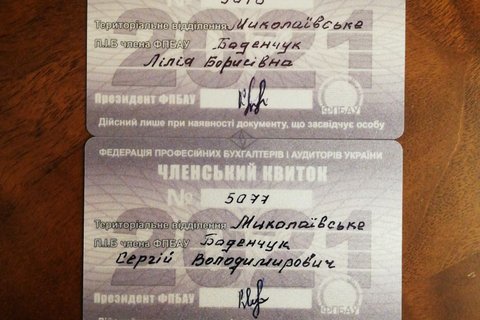 Територіальне відділення Миколаївське
П.І.Б члена ФПБАУ Баденчук
Лілія Борисівна
Президент ФПБАУ
ФПБАУ
Дійсний лише при наявності документу, що засвідчує особу
ФЕДЕРАЦІЯ ПРОФЕСІЙНИХ БУХГАЛТЕРІВ І АУДИТОРІВ УКРАЇНИ
ЧЛЕНСЬКИЙ КВИТОК
№ 5077
Територіальне відділення Миколаївське
П.І.Б члена ФПБАУ Баденчук
Сергій Володимирович
2021
Президент ФПБАУ
ФПБАУ